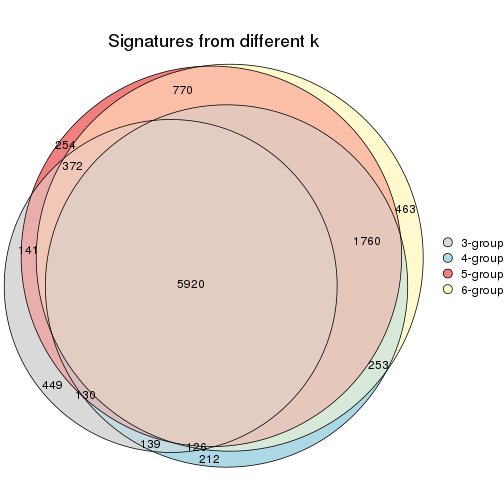 Signatures from different k
770
254
372
463
141
1760
5920
253
449
130
139
126
212
3-group
4-group
5-group
6-group